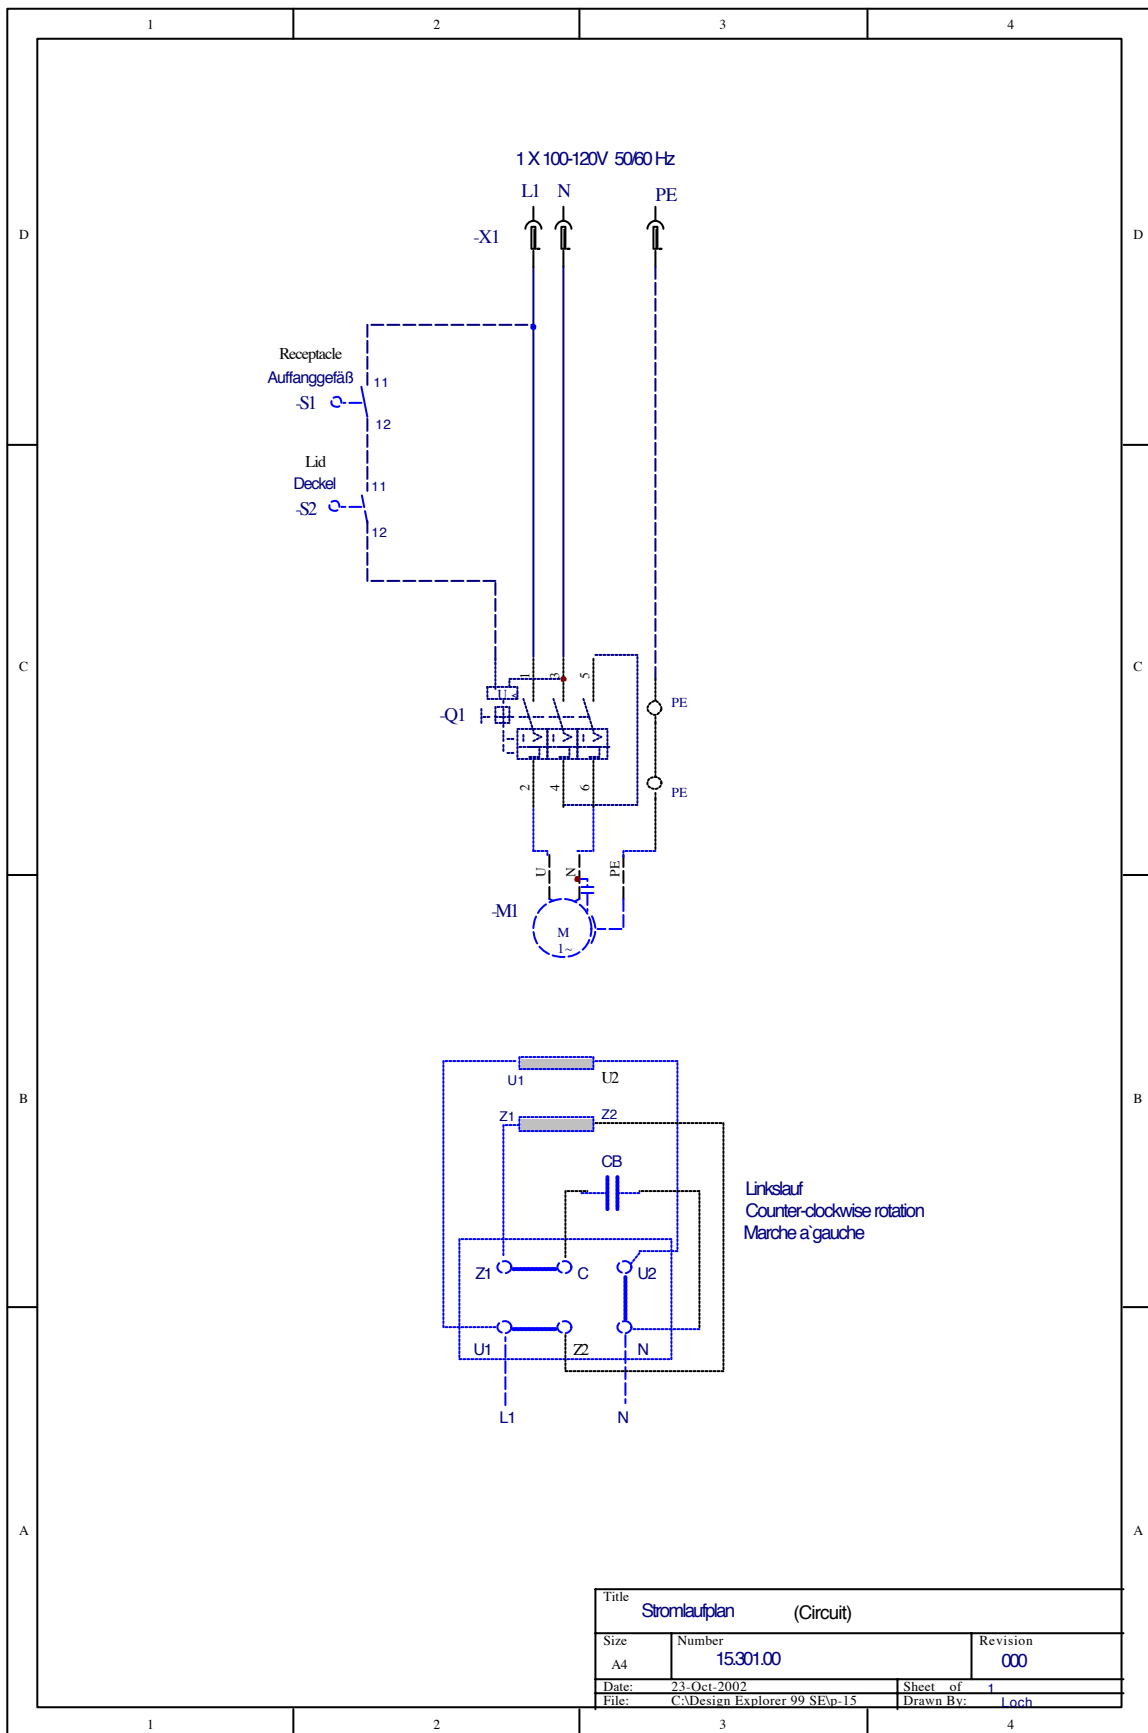 1 2 3 4
1 X 100-120V 50/60 Hz
L1 N PE
D D
-X1
Receptacle
Auffanggefäß
11
-S1
12
Lid
Deckel
11
-S2
12
C C
1 3 5
U <
PE
-Q1
I > I > I >
2 4 6
PE
U N PE
-M1
M
1~
U1 U2
B B
Z1 Z2
CB
Linkslauf
Counter-clockwise rotation
Marche a`gauche
Z1 C U2
U1 Z2 N
L1 N
A A
Title
Stromlaufplan (Circuit)
Size Number Revision
A4 15.301.00 000
Date: 23-Oct-2002 Sheet of 1
File: C:\Design Explorer 99 SE\p-15 Drawn By: Loch
1 2 3 4